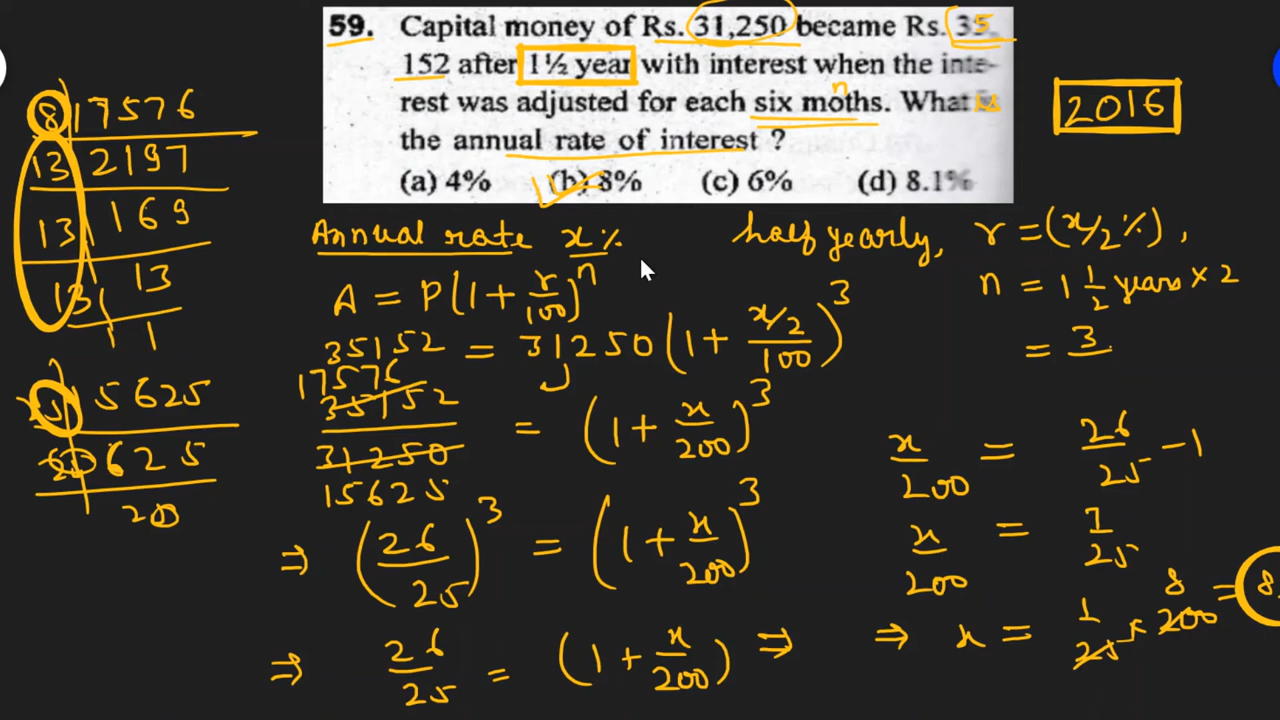 59. Capital money of Rs. 31,250 became Rs. 35
152 after 1½ year with interest when the inte-
rest was adjusted for each six moths. What is
n
the annual rate of interest ?
(a) 4% (b) 8% (c) 6% (d) 8.1%
2016
8 17576
13 2197
13 169
13 13
1
5625
625
Annual rate x%
half yearly, r = (x/2 %),
n = 1 1/2 years × 2
= 3
A = P(1 + r/100)^n
35152 = 31250(1 + x/2/100)^3
17576
35152/31250 = (1 + x/200)^3
15625
⇒ (26/25)^3 = (1 + x/200)^3
⇒ 26/25 = (1 + x/200) ⇒
x/200 = 26/25 - 1
x/200 = 1/25
8
⇒ x = 1/25 × 200 = 8